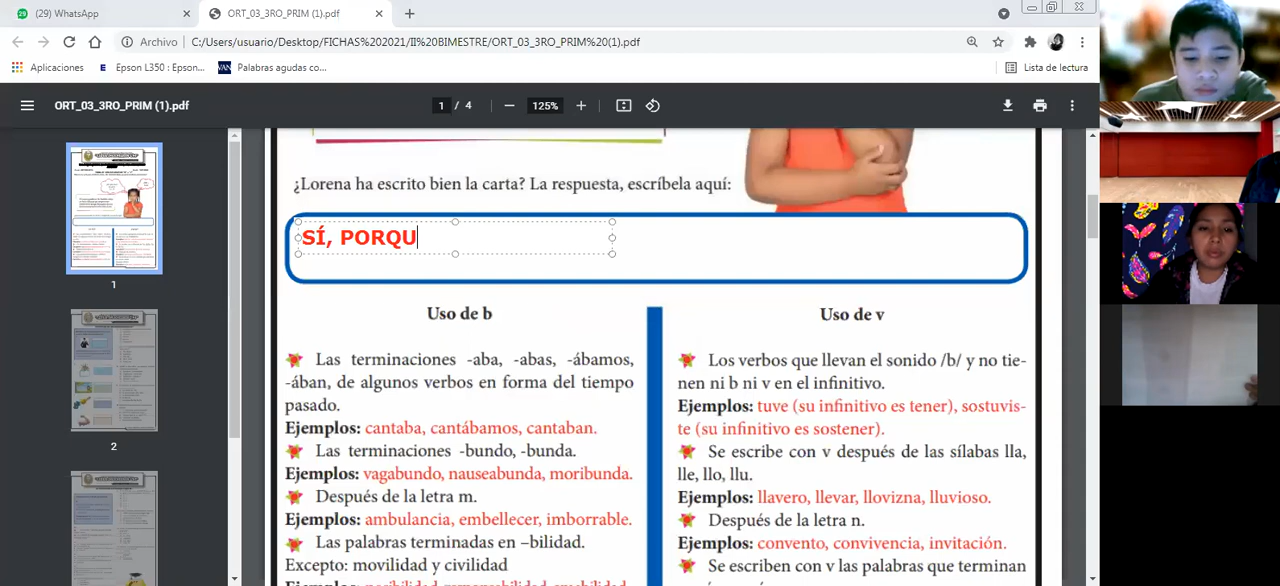 (29) WhatsApp
ORT_03_3RO_PRIM (1).pdf
Archivo
C:/Users/usuario/Desktop/FICHAS%202021/II%20BIMESTRE/ORT_03_3RO_PRIM%20(1).pdf
Aplicaciones
Epson L350 : Epson...
Palabras agudas co...
Lista de lectura
ORT_03_3RO_PRIM (1).pdf
1 / 4
125%
¿Lorena ha escrito bien la carta? La respuesta, escríbela aquí:
SÍ, PORQU
1
2
Uso de b
Las terminaciones -aba, -abas, -ábamos,
-ában, de algunos verbos en forma del tiempo
pasado.
Ejemplos: cantaba, cantábamos, cantaban.
Las terminaciones -bundo, -bunda.
Ejemplos: vagabundo, nauseabunda, moribunda.
Después de la letra m.
Ejemplos: ambulancia, embellecer, imborrable.
Las palabras terminadas en –bilidad.
Excepto movilidad y civilidad
Uso de v
Los verbos que llevan el sonido /b/ y no tie-
nen ni b ni v en el infinitivo.
Ejemplos: tuve (su infinitivo es tener), sostuvis-
te (su infinitivo es sostener).
Se escribe con v después de las sílabas lla,
lle, llo, llu.
Ejemplos: llavero, llevar, llovizna, lluvioso.
Después de la letra n.
Ejemplos: convento, convivencia, invitación.
Se escriben con v las palabras que terminan